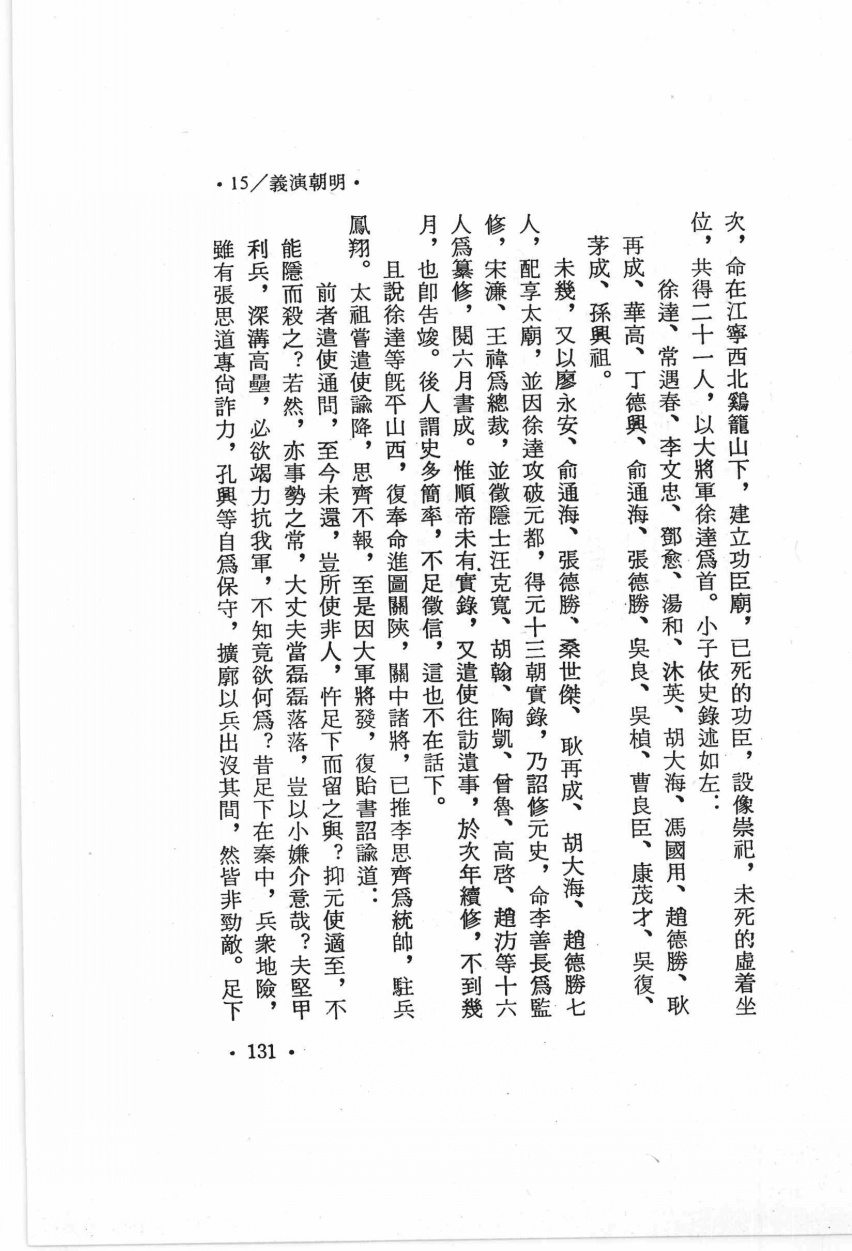 ·15／義演朝明·
次，命在江寧西北鷄籠山下，建立功臣廟，已死的功臣，設像崇祀，未死的虛着坐
位，共得二十一人，以大將軍徐達爲首。小子依史錄述如左：
徐達、常遇春、李文忠、鄧愈、湯和、沐英、胡大海、馮國用、趙德勝、耿
再成、華高、丁德興、俞通海、張德勝、吳良、吳楨、曹良臣、康茂才、吳復、
茅成、孫興祖。
未幾，又以廖永安、俞通海、張德勝、桑世傑、耿再成、胡大海、趙德勝七
人，配享太廟，並因徐達攻破元都，得元十三朝實錄，乃詔修元史，命李善長爲監
修，宋濂、王褘爲總裁，並徵隱士汪克寬、胡翰、陶凱、曾魯、高啓、趙汸等十六
人爲纂修，閱六月書成。惟順帝未有實錄，又遣使往訪遺事，於次年續修，不到幾
月，也卽告竣。後人謂史多簡率，不足徵信，這也不在話下。
且說徐達等旣平山西，復奉命進圖關陝，關中諸將，已推李思齊爲統帥，駐兵
鳳翔。太祖嘗遣使諭降，思齊不報，至是因大軍將發，復貽書詔諭道：
前者遣使通問，至今未還，豈所使非人，忤足下而留之與？抑元使適至，不
能隱而殺之？若然，亦事勢之常，大丈夫當磊磊落落，豈以小嫌介意哉？夫堅甲
利兵，深溝高壘，必欲竭力抗我軍，不知竟欲何爲？昔足下在秦中，兵衆地險，
雖有張思道專尙詐力，孔興等自爲保守，擴廓以兵出沒其間，然皆非勁敵。足下
·131·